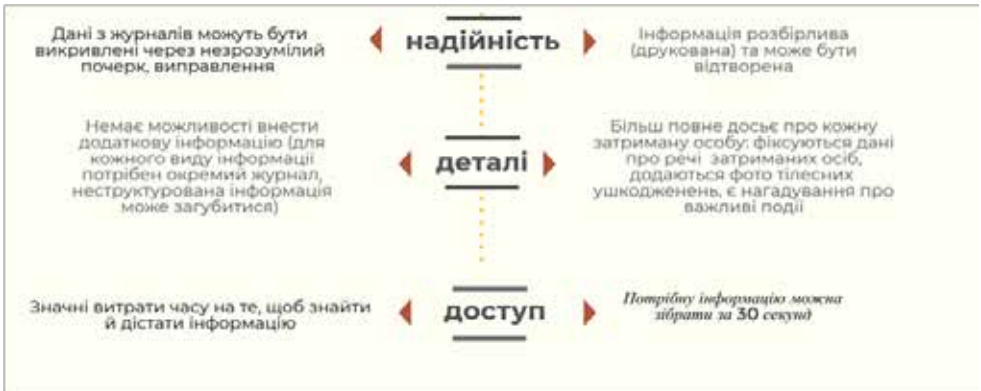 Дані з журналів можуть бути
викривлені через незрозумілий
почерк, виправлення
надійність
Інформація розбірлива
(друкована) та може бути
відтворена
Немає можливості внести
додаткову інформацію (для
кожного виду інформації
потрібен окремий журнал,
неструктурована інформація
може загубитися)
деталі
Більш повне досьє про кожну
затриману особу: фіксуються дані
про речі затриманих осіб,
додаються фото тілесних
ушкодженень, є нагадування про
важливі події
Значні витрати часу на те, щоб знайти
й дістати інформацію
доступ
Потрібну інформацію можна
зібрати за 30 секунд